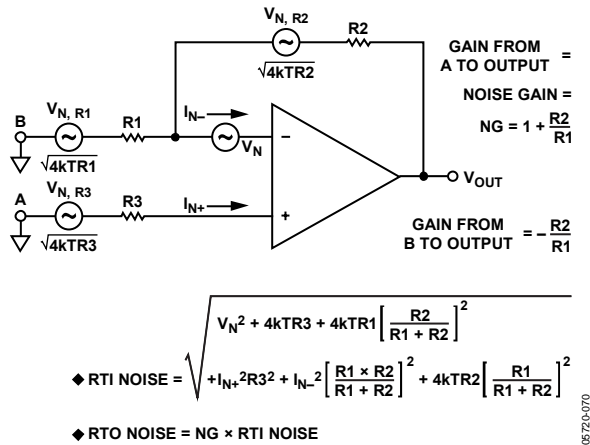 V_N, R2
R2
√4kTR2
GAIN FROM
A TO OUTPUT =
NOISE GAIN =
NG = 1 + R2/R1
B
V_N, R1
R1
I_N–
V_N
–
√4kTR1
A
V_N, R3
R3
I_N+
+
√4kTR3
V_OUT
GAIN FROM
B TO OUTPUT = – R2/R1
◆ RTI NOISE = √ V_N² + 4kTR3 + 4kTR1 [R2/(R1 + R2)]²
+I_N+²R3² + I_N–² [(R1 × R2)/(R1 + R2)]² + 4kTR2 [R1/(R1 + R2)]²
◆ RTO NOISE = NG × RTI NOISE
05720-070